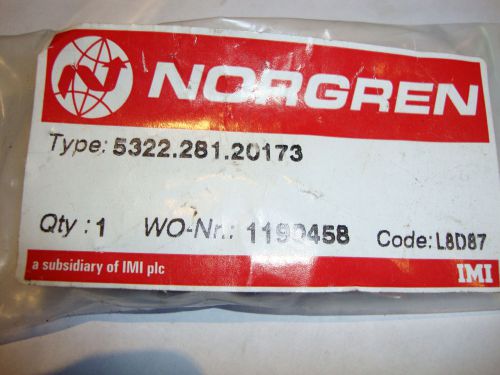 NORGREN
Type: 5322.281.20173
Qty : 1 WO-Nr.: 1190458 Code: L8D87
a subsidiary of IMI plc IMI